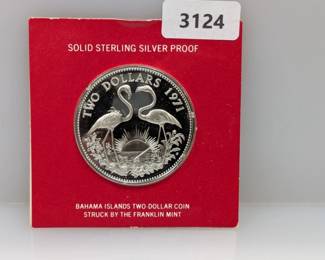 3124
SOLID STERLING SILVER PROOF
TWO DOLLARS 1971
BAHAMA ISLANDS TWO-DOLLAR COIN
STRUCK BY THE FRANKLIN MINT